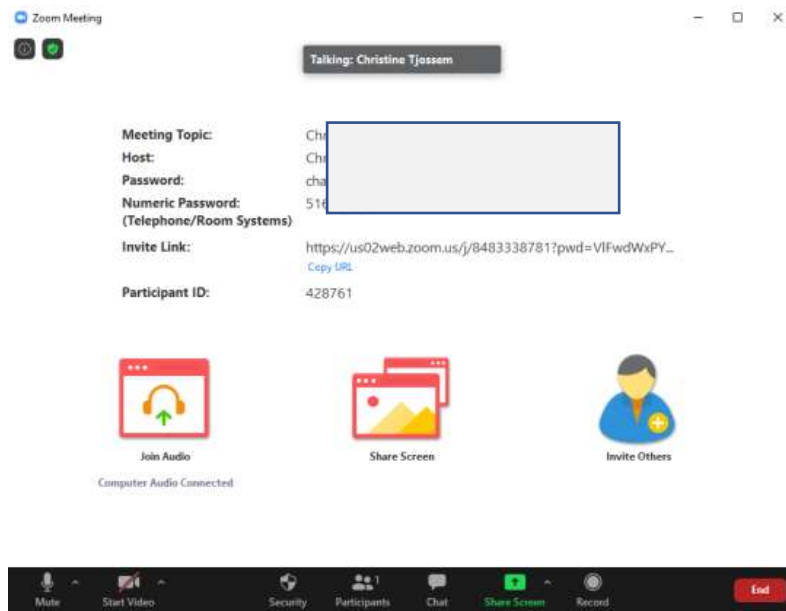 Zoom Meeting
Talking: Christine Tjossem
Meeting Topic: Chr
Host: Chr
Password: cha
Numeric Password: 516
(Telephone/Room Systems)
Invite Link: https://us02web.zoom.us/j/8483338781?pwd=VlFwdWxPY...
Copy URL
Participant ID: 428761
Join Audio Share Screen Invite Others
Computer Audio Connected
1
Mute Start Video Security Participants Chat Share Screen Record End